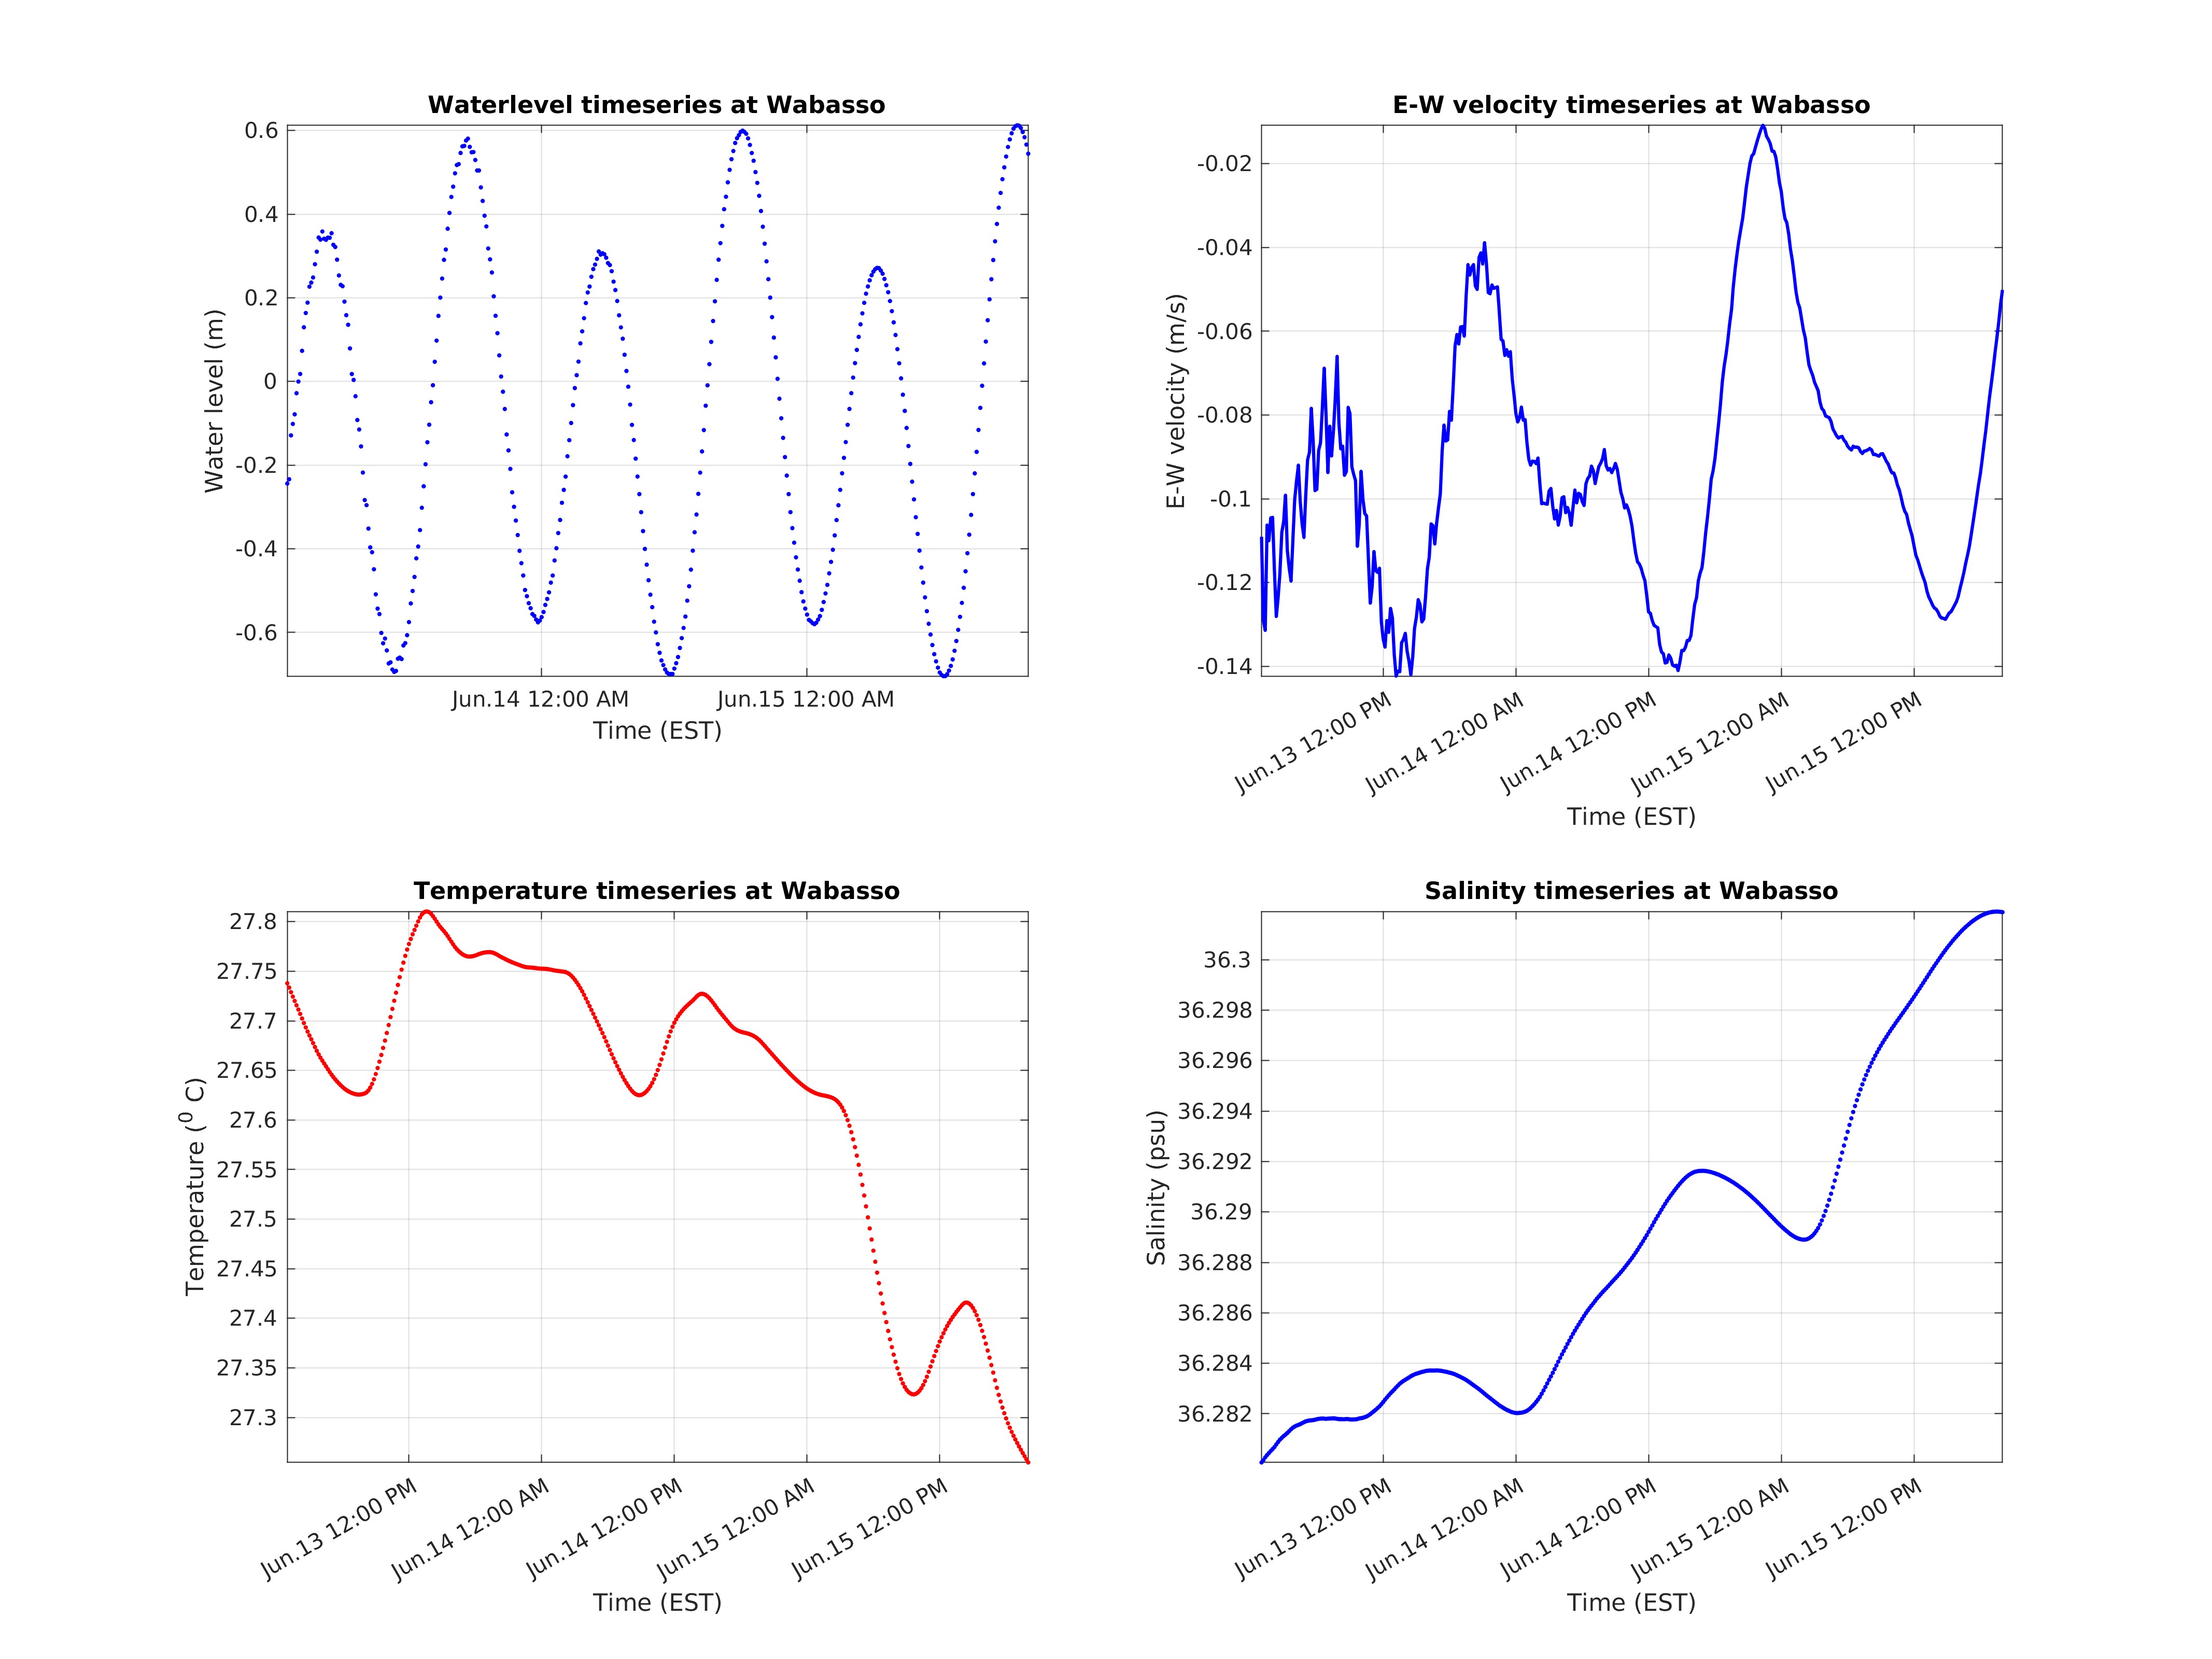 Waterlevel timeseries at Wabasso
0.6
0.4
0.2
0
-0.2
-0.4
-0.6
Water level (m)
Jun.14 12:00 AM
Jun.15 12:00 AM
Time (EST)
E-W velocity timeseries at Wabasso
-0.02
-0.04
-0.06
-0.08
-0.1
-0.12
-0.14
E-W velocity (m/s)
Jun.13 12:00 PM
Jun.14 12:00 AM
Jun.14 12:00 PM
Jun.15 12:00 AM
Jun.15 12:00 PM
Time (EST)
Temperature timeseries at Wabasso
27.8
27.75
27.7
27.65
27.6
27.55
27.5
27.45
27.4
27.35
27.3
Temperature (⁰ C)
Jun.13 12:00 PM
Jun.14 12:00 AM
Jun.14 12:00 PM
Jun.15 12:00 AM
Jun.15 12:00 PM
Time (EST)
Salinity timeseries at Wabasso
36.3
36.298
36.296
36.294
36.292
36.29
36.288
36.286
36.284
36.282
Salinity (psu)
Jun.13 12:00 PM
Jun.14 12:00 AM
Jun.14 12:00 PM
Jun.15 12:00 AM
Jun.15 12:00 PM
Time (EST)